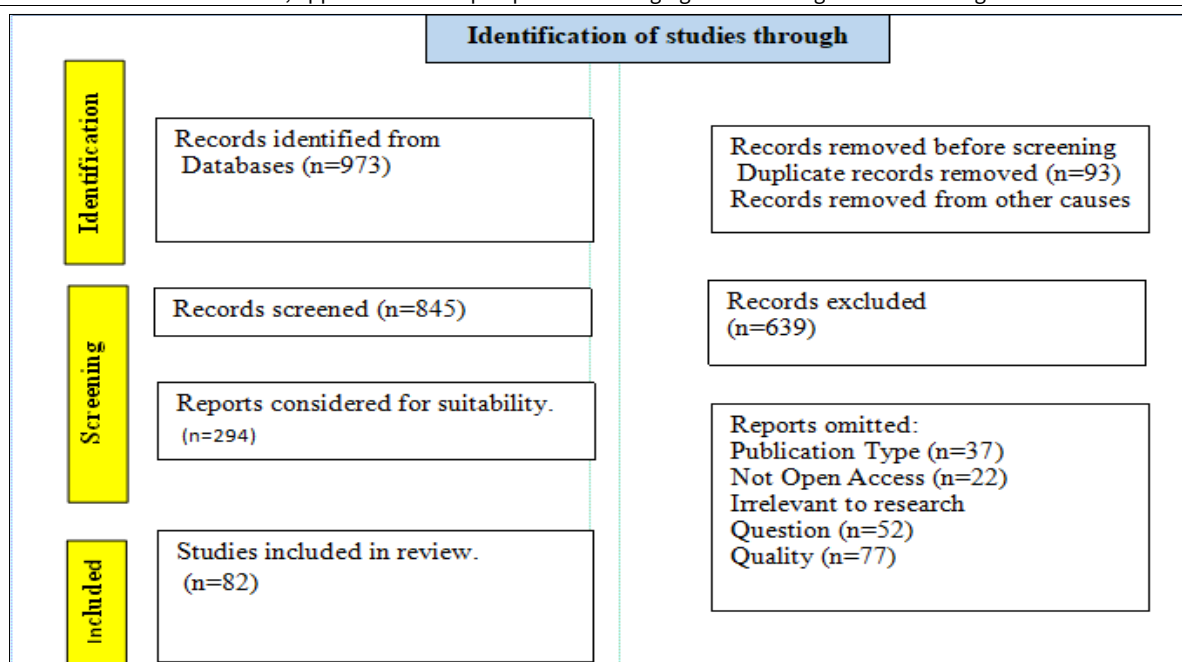 Identification of studies through
Identification
Records identified from
Databases (n=973)
Records removed before screening
Duplicate records removed (n=93)
Records removed from other causes
Screening
Records screened (n=845)
Records excluded
(n=639)
Reports considered for suitability.
(n=294)
Reports omitted:
Publication Type (n=37)
Not Open Access (n=22)
Irrelevant to research
Question (n=52)
Quality (n=77)
Included
Studies included in review.
(n=82)